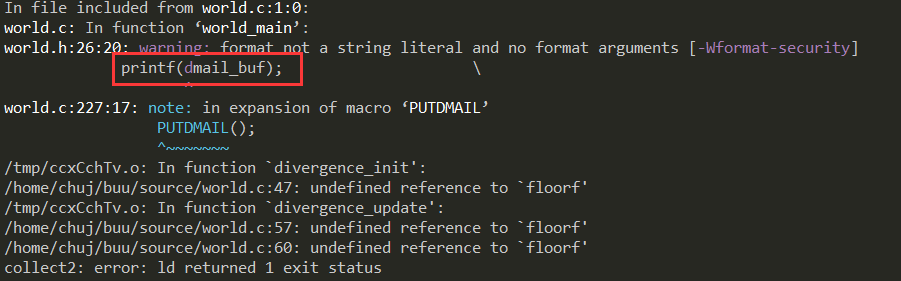 In file included from world.c:1:0:
world.c: In function ‘world_main’:
world.h:26:20: warning: format not a string literal and no format arguments [-Wformat-security]
printf(dmail_buf); \
^
world.c:227:17: note: in expansion of macro ‘PUTDMAIL’
PUTDMAIL();
^~~~~~~~
/tmp/ccxCchTv.o: In function `divergence_init':
/home/chuj/buu/source/world.c:47: undefined reference to `floorf'
/tmp/ccxCchTv.o: In function `divergence_update':
/home/chuj/buu/source/world.c:57: undefined reference to `floorf'
/home/chuj/buu/source/world.c:60: undefined reference to `floorf'
collect2: error: ld returned 1 exit status